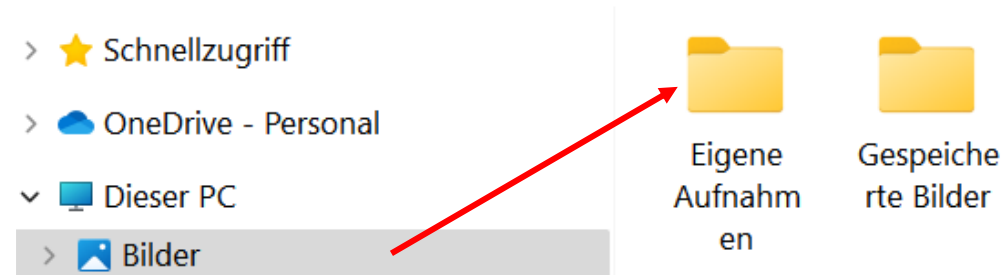 Schnellzugriff
OneDrive - Personal
Dieser PC
Bilder
Eigene
Aufnahm
en
Gespeiche
rte Bilder